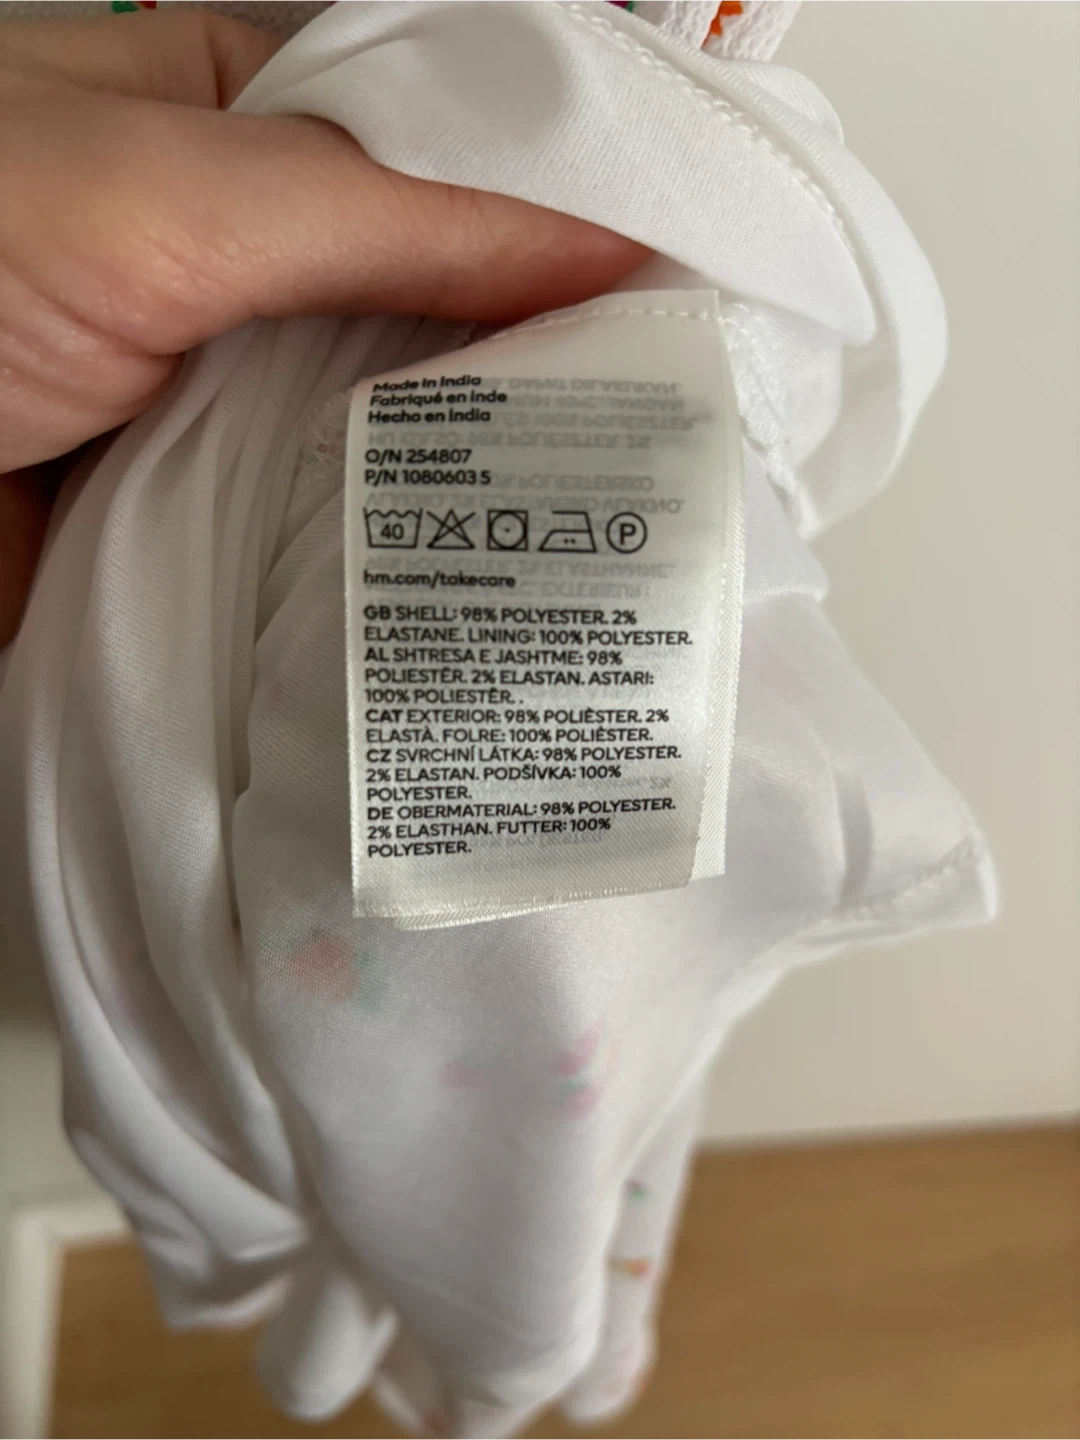 Made in India
Fabriqué en Inde
Hecho en India
O/N 254807
P/N 1080603 5
40
P
hm.com/takecare
GB SHELL: 98% POLYESTER. 2%
ELASTANE. LINING: 100% POLYESTER.
AL SHTRESA E JASHTME: 98%
POLIESTËR. 2% ELASTAN. ASTARI:
100% POLIESTËR. .
CAT EXTERIOR: 98% POLIÈSTER. 2%
ELASTÀ. FOLRE: 100% POLIÈSTER.
CZ SVRCHNÍ LÁTKA: 98% POLYESTER.
2% ELASTAN. PODŠÍVKA: 100%
POLYESTER.
DE OBERMATERIAL: 98% POLYESTER.
2% ELASTHAN. FUTTER: 100%
POLYESTER.